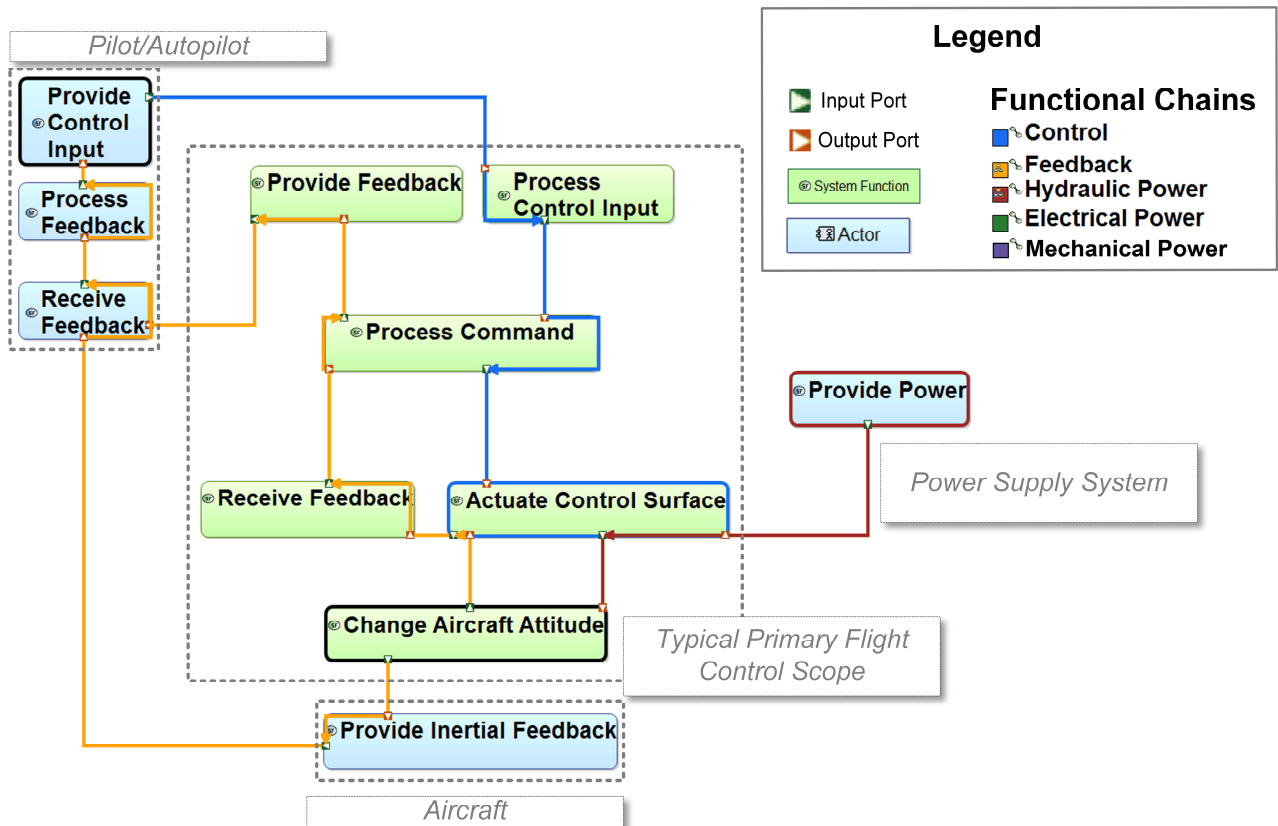 Pilot/Autopilot
Provide
Control
Input
Process
Feedback
Receive
Feedback
Provide Feedback
Process
Control Input
Process Command
Receive Feedback
Actuate Control Surface
Change Aircraft Attitude
Provide Inertial Feedback
Aircraft
Typical Primary Flight
Control Scope
Provide Power
Power Supply System
Legend
Input Port
Output Port
System Function
Actor
Functional Chains
Control
Feedback
Hydraulic Power
Electrical Power
Mechanical Power